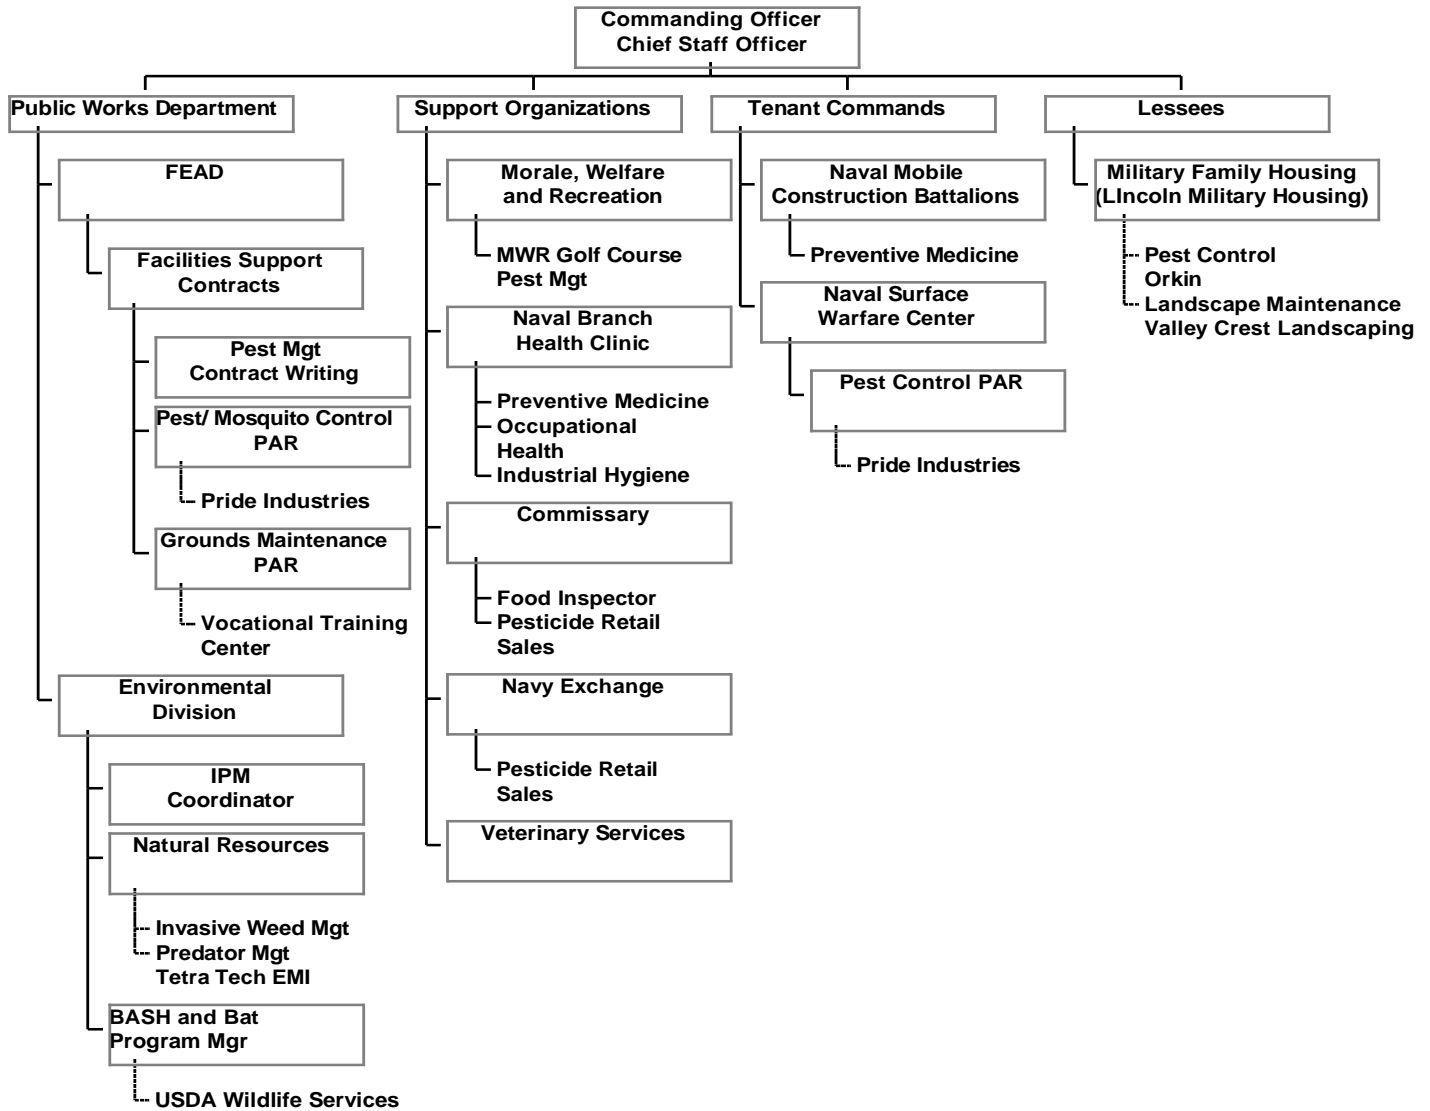 Commanding Officer
Chief Staff Officer
Public Works Department
FEAD
Facilities Support
Contracts
Pest Mgt
Contract Writing
Pest/ Mosquito Control
PAR
Pride Industries
Grounds Maintenance
PAR
Vocational Training
Center
Environmental
Division
IPM
Coordinator
Natural Resources
Invasive Weed Mgt
Predator Mgt
Tetra Tech EMI
BASH and Bat
Program Mgr
USDA Wildlife Services
Support Organizations
Morale, Welfare
and Recreation
MWR Golf Course
Pest Mgt
Naval Branch
Health Clinic
Preventive Medicine
Occupational
Health
Industrial Hygiene
Commissary
Food Inspector
Pesticide Retail
Sales
Navy Exchange
Pesticide Retail
Sales
Veterinary Services
Tenant Commands
Naval Mobile
Construction Battalions
Preventive Medicine
Naval Surface
Warfare Center
Pest Control PAR
Pride Industries
Lessees
Military Family Housing
(LIncoln Military Housing)
Pest Control
Orkin
Landscape Maintenance
Valley Crest Landscaping